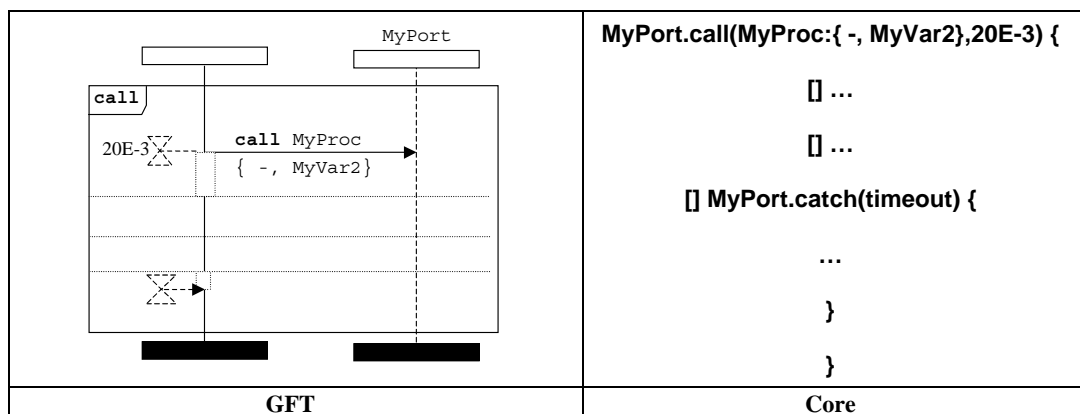 MyPort
call
20E-3
call MyProc
{ -, MyVar2}
MyPort.call(MyProc:{ -, MyVar2},20E-3) {
[] …
[] …
[] MyPort.catch(timeout) {
…
}
}
GFT
Core